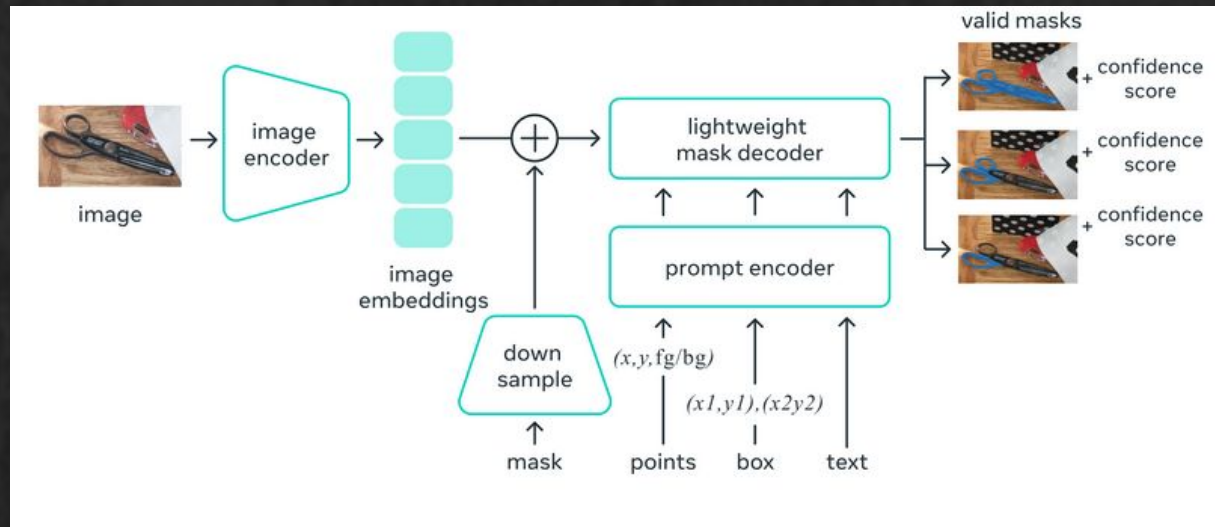 valid masks
image
encoder
image
image
embeddings
down
sample
mask
lightweight
mask decoder
prompt encoder
(x,y,fg/bg)
(x1,y1),(x2y2)
points
box
text
+ confidence
score
+ confidence
score
+ confidence
score